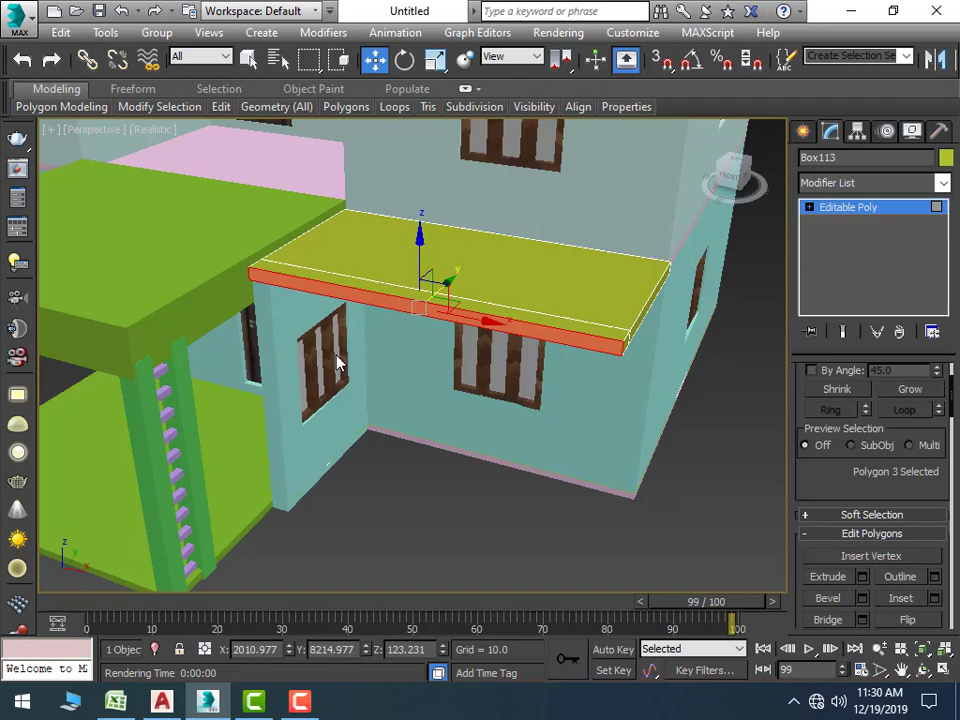 MAX
Workspace: Default
Untitled
Type a keyword or phrase
File
Edit
Tools
Group
Views
Create
Modifiers
Animation
Graph Editors
Rendering
Customize
MAXScript
Help
All
View
Create Selection Se
Modeling
Freeform
Selection
Object Paint
Populate
Polygon Modeling
Modify Selection
Edit
Geometry (All)
Polygons
Loops
Tris
Subdivision
Visibility
Align
Properties
[+] [Perspective] [Realistic]
FRONT
z
y
x
z
y
x
Box113
Modifier List
Editable Poly
By Angle: 45.0
Shrink
Grow
Ring
Loop
Preview Selection
Off
SubObj
Multi
Polygon 3 Selected
+ Soft Selection
- Edit Polygons
Insert Vertex
Extrude
Outline
Bevel
Inset
Bridge
Flip
< 99 / 100 >
0 10 20 30 40 50 60 70 80 90 100
Welcome to M
1 Objec
X: 2010.977
Y: 8214.977
Z: 123.231
Grid = 10.0
Auto Key
Selected
Rendering Time 0:00:00
Add Time Tag
Set Key
Key Filters...
99
11:30 AM
12/19/2019